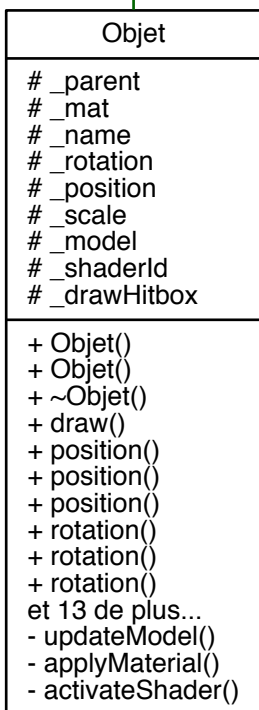 Objet
# _parent
# _mat
# _name
# _rotation
# _position
# _scale
# _model
# _shaderId
# _drawHitbox
+ Objet()
+ Objet()
+ ~Objet()
+ draw()
+ position()
+ position()
+ position()
+ rotation()
+ rotation()
+ rotation()
et 13 de plus...
- updateModel()
- applyMaterial()
- activateShader()